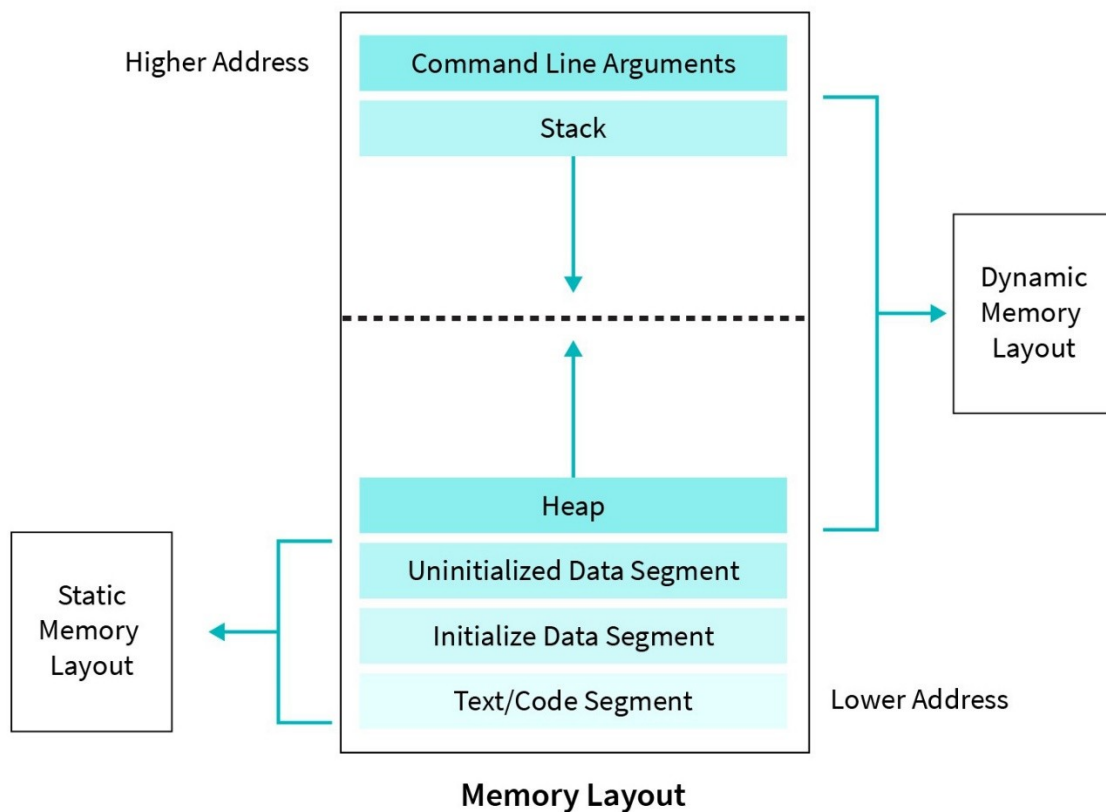 Higher Address
Command Line Arguments
Stack
Dynamic
Memory
Layout
Heap
Uninitialized Data Segment
Static
Memory
Layout
Initialize Data Segment
Text/Code Segment
Lower Address
Memory Layout